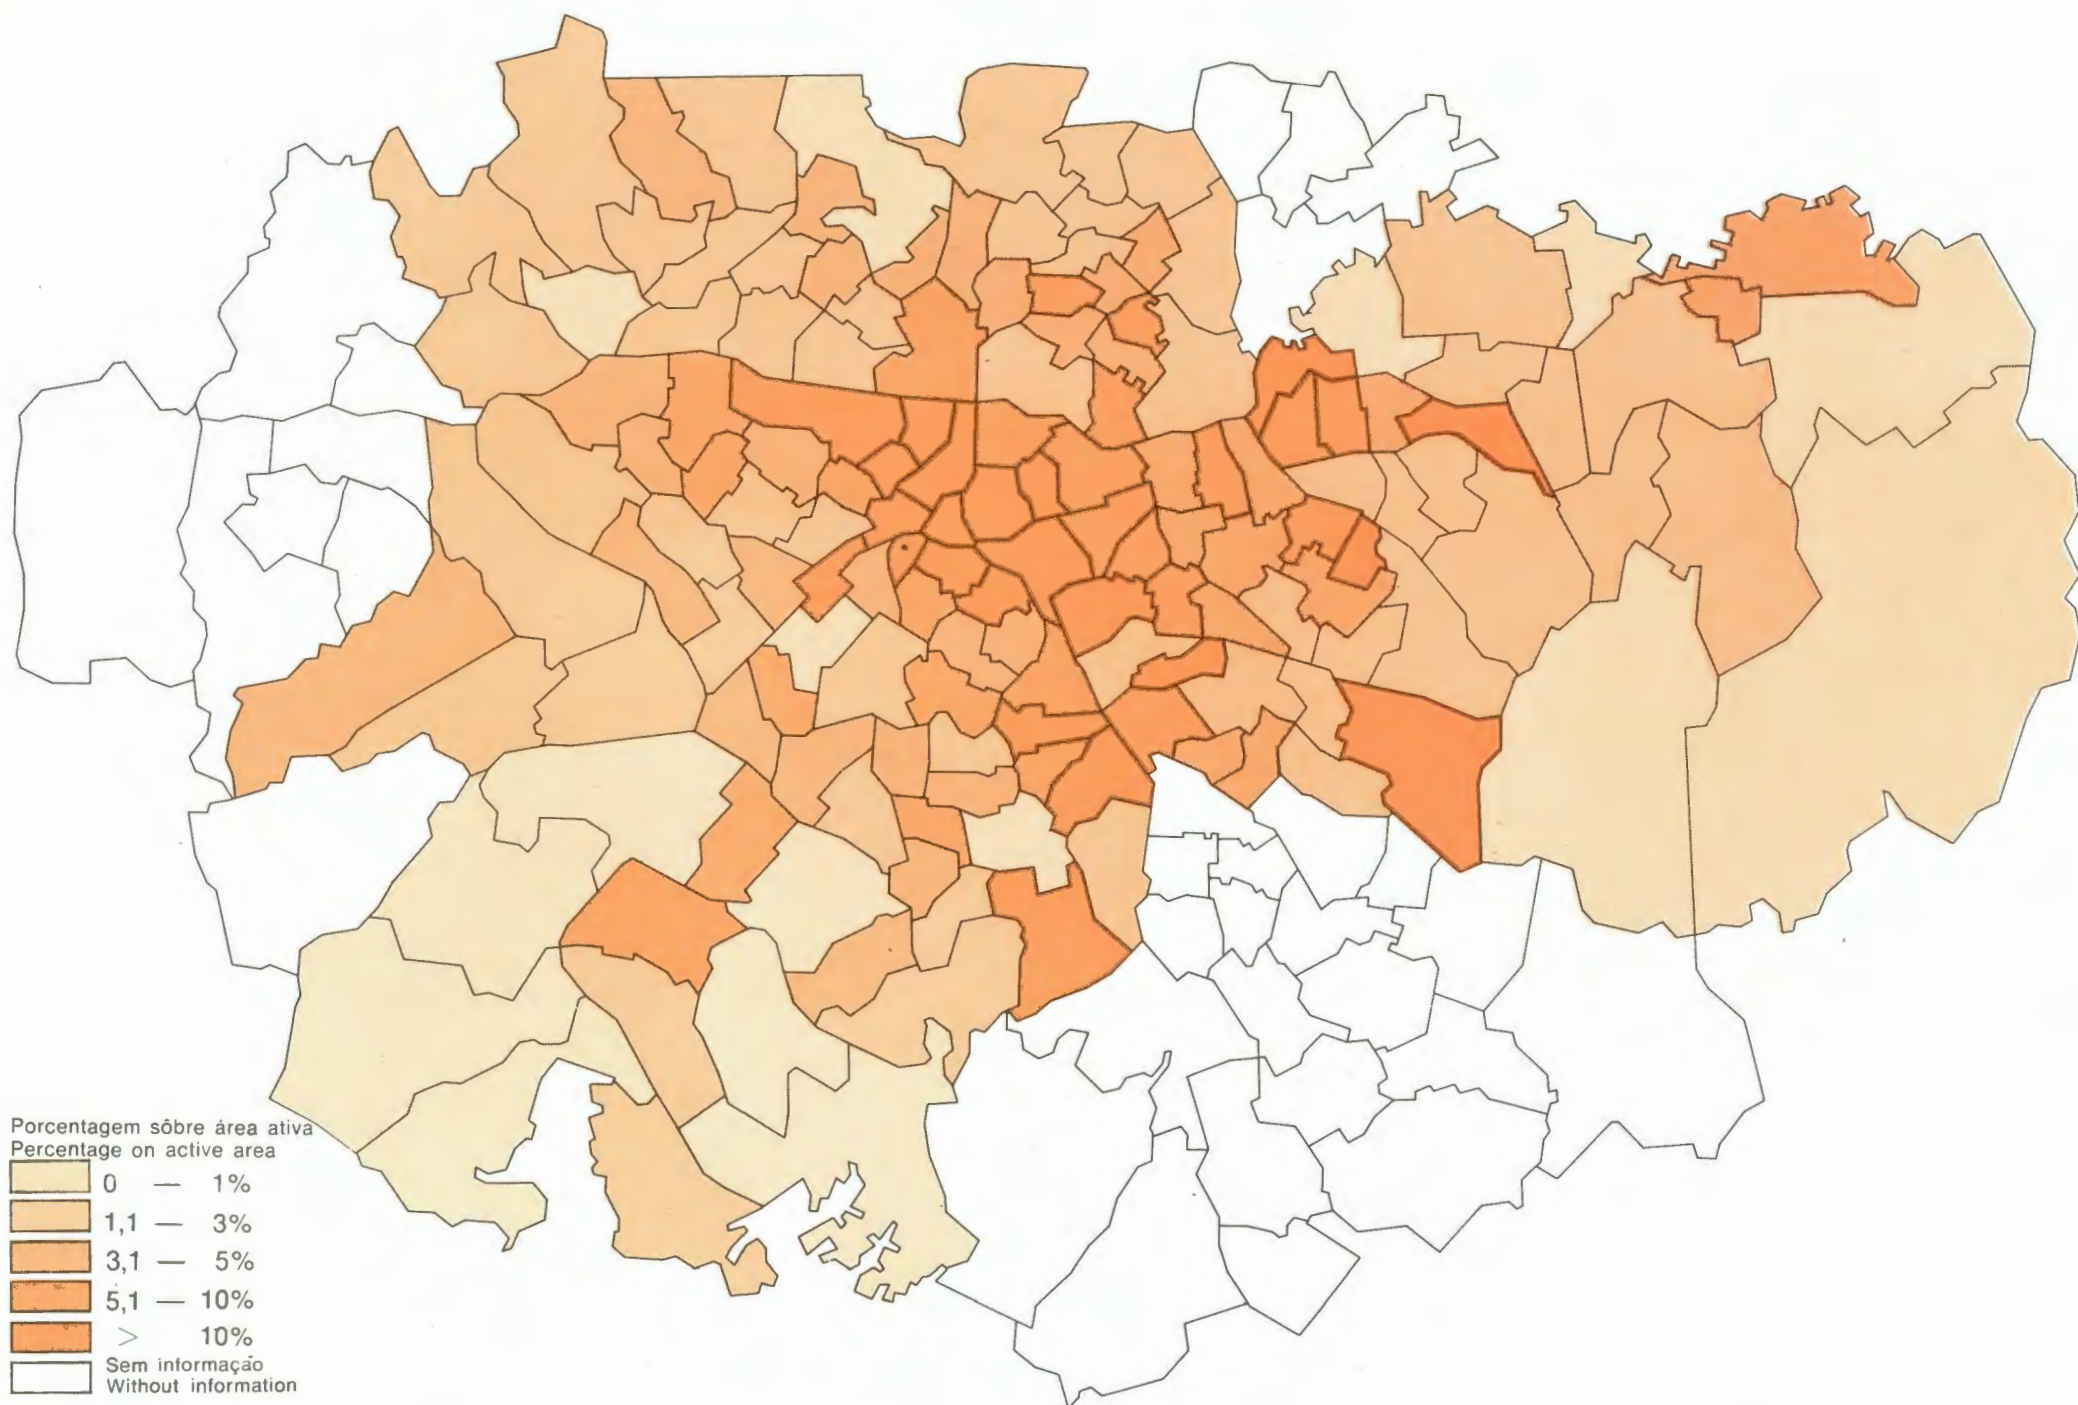 Porcentagem sôbre área ativa
Percentage on active area
0 — 1%
1,1 — 3%
3,1 — 5%
5,1 — 10%
> 10%
Sem informação
Without information